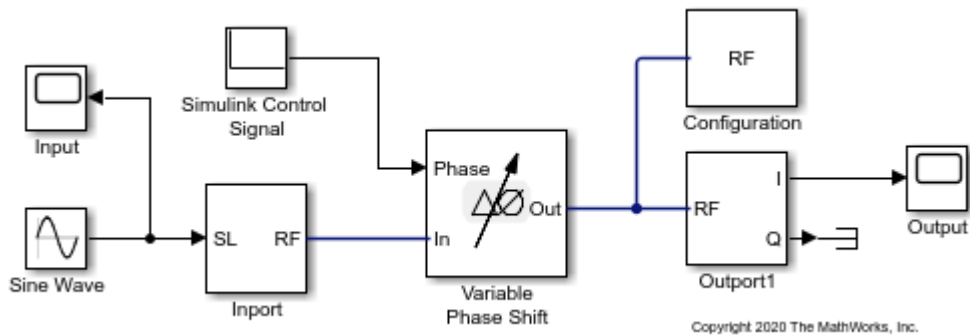 RF
Configuration
Simulink Control
Signal
Input
Phase
In
Out
Variable
Phase Shift
SL
RF
Inport
Sine Wave
RF
I
Q
Outport1
Output
Copyright 2020 The MathWorks, Inc.